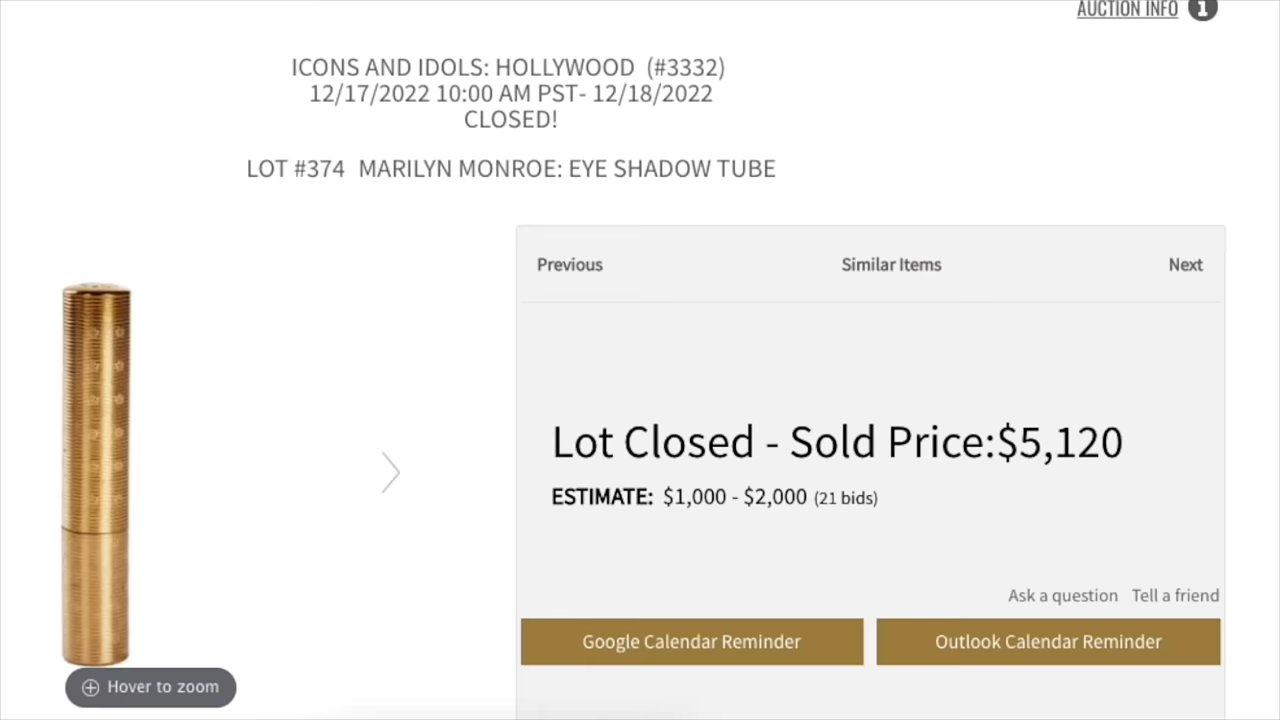 AUCTION INFO 1
ICONS AND IDOLS: HOLLYWOOD (#3332)
12/17/2022 10:00 AM PST- 12/18/2022
CLOSED!
LOT #374 MARILYN MONROE: EYE SHADOW TUBE
Previous Similar Items Next
Lot Closed - Sold Price:$5,120
ESTIMATE: $1,000 - $2,000 (21 bids)
Ask a question Tell a friend
Google Calendar Reminder Outlook Calendar Reminder
Hover to zoom